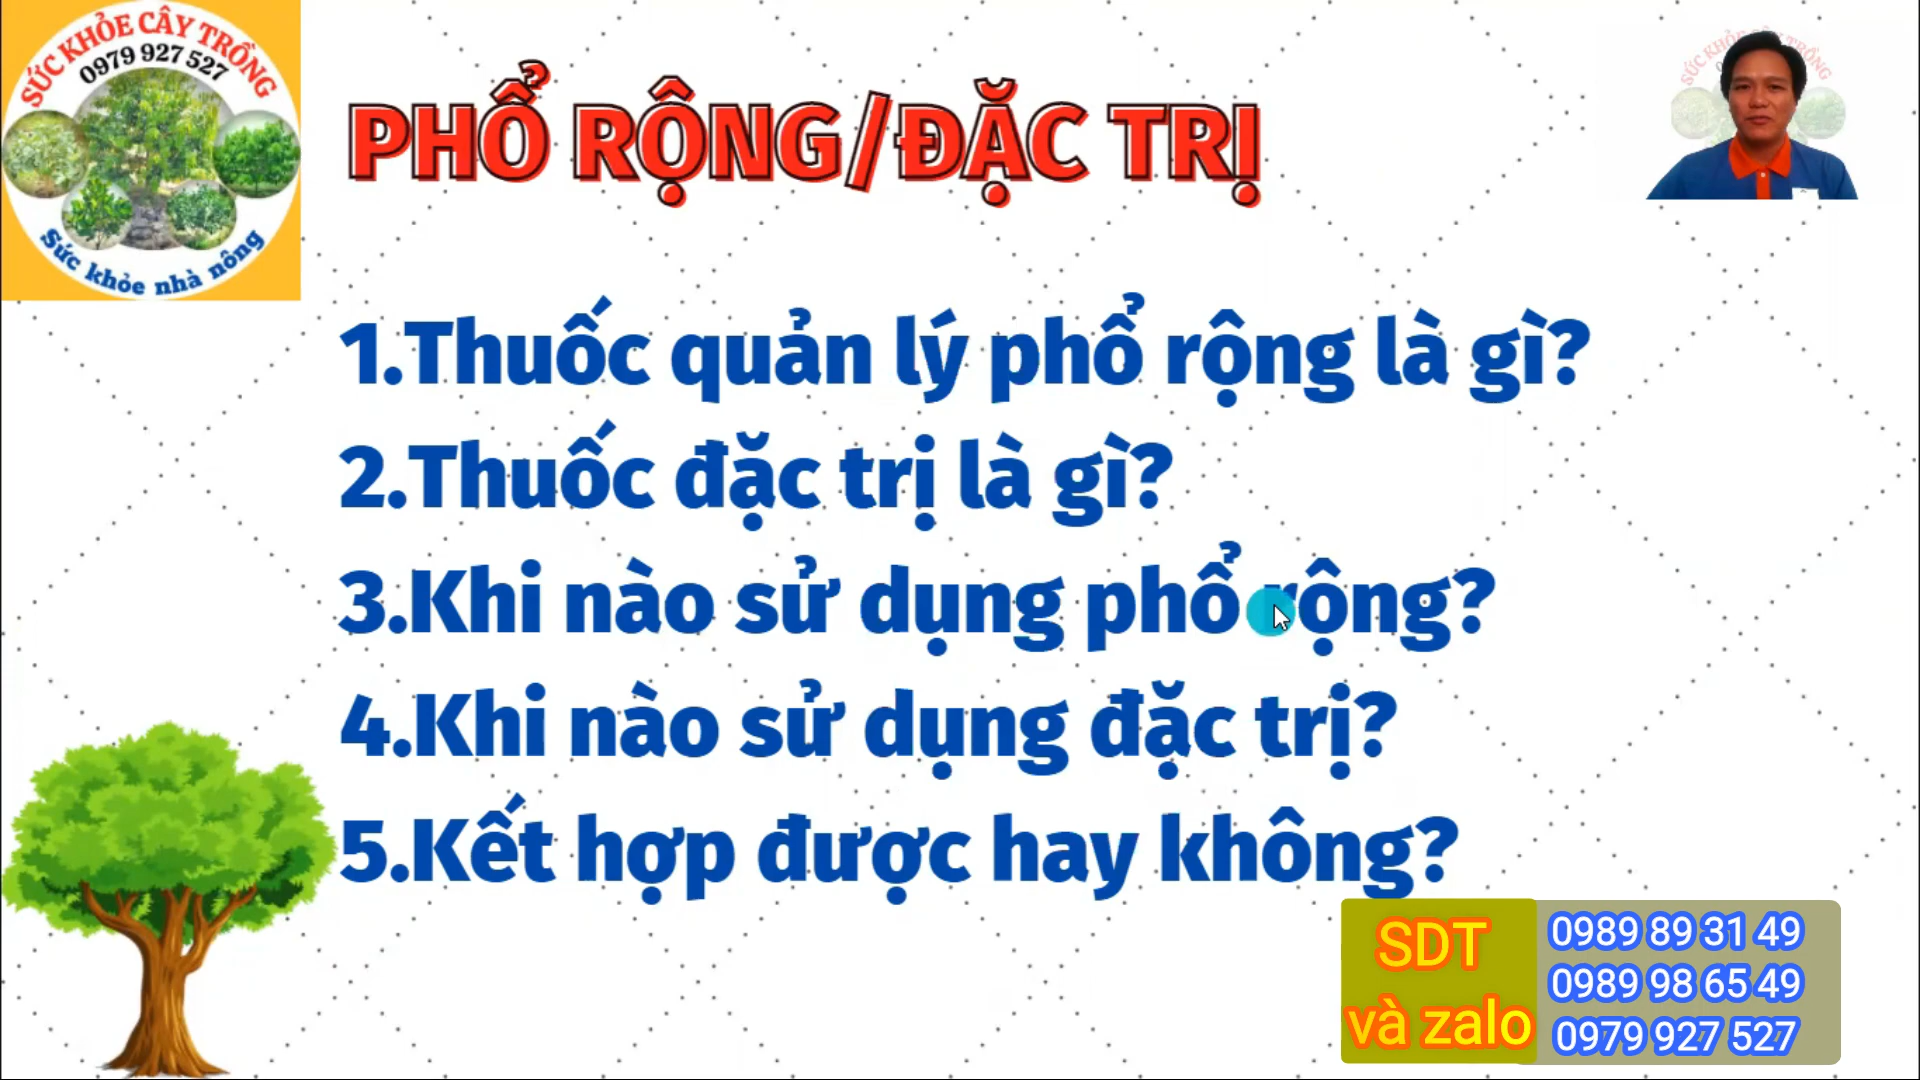 SỨC KHỎE CÂY TRỒNG
0979 927 527
Sức khỏe nhà nông
PHỔ RỘNG/ĐẶC TRỊ
1.Thuốc quản lý phổ rộng là gì?
2.Thuốc đặc trị là gì?
3.Khi nào sử dụng phổ rộng?
4.Khi nào sử dụng đặc trị?
5.Kết hợp được hay không?
SDT
và zalo
0989 89 31 49
0989 98 65 49
0979 927 527